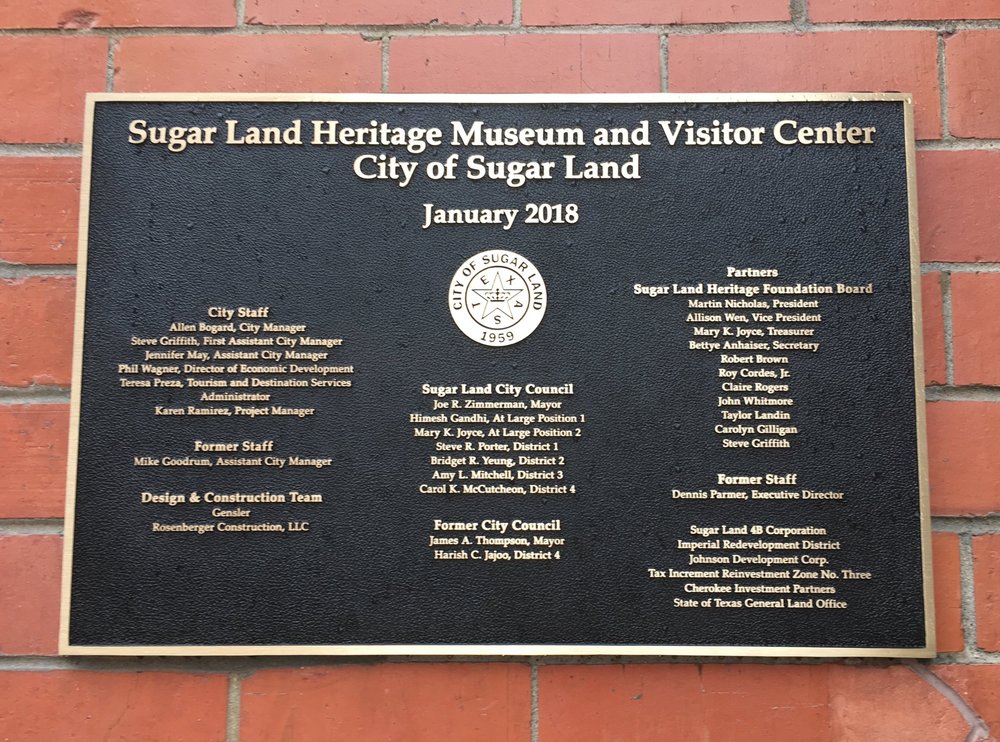 Sugar Land Heritage Museum and Visitor Center
City of Sugar Land
January 2018
CITY OF SUGAR LAND
TEXAS
1959
City Staff
Allen Bogard, City Manager
Steve Griffith, First Assistant City Manager
Jennifer May, Assistant City Manager
Phil Wagner, Director of Economic Development
Teresa Preza, Tourism and Destination Services
Administrator
Karen Ramirez, Project Manager
Former Staff
Mike Goodrum, Assistant City Manager
Design & Construction Team
Gensler
Rosenberger Construction, LLC
Sugar Land City Council
Joe R. Zimmerman, Mayor
Himesh Gandhi, At Large Position 1
Mary K. Joyce, At Large Position 2
Steve R. Porter, District 1
Bridget R. Yeung, District 2
Amy L. Mitchell, District 3
Carol K. McCutcheon, District 4
Former City Council
James A. Thompson, Mayor
Harish C. Jajoo, District 4
Partners
Sugar Land Heritage Foundation Board
Martin Nicholas, President
Allison Wen, Vice President
Mary K. Joyce, Treasurer
Bettye Anhaiser, Secretary
Robert Brown
Roy Cordes, Jr.
Claire Rogers
John Whitmore
Taylor Landin
Carolyn Gilligan
Steve Griffith
Former Staff
Dennis Parmer, Executive Director
Sugar Land 4B Corporation
Imperial Redevelopment District
Johnson Development Corp.
Tax Increment Reinvestment Zone No. Three
Cherokee Investment Partners
State of Texas General Land Office